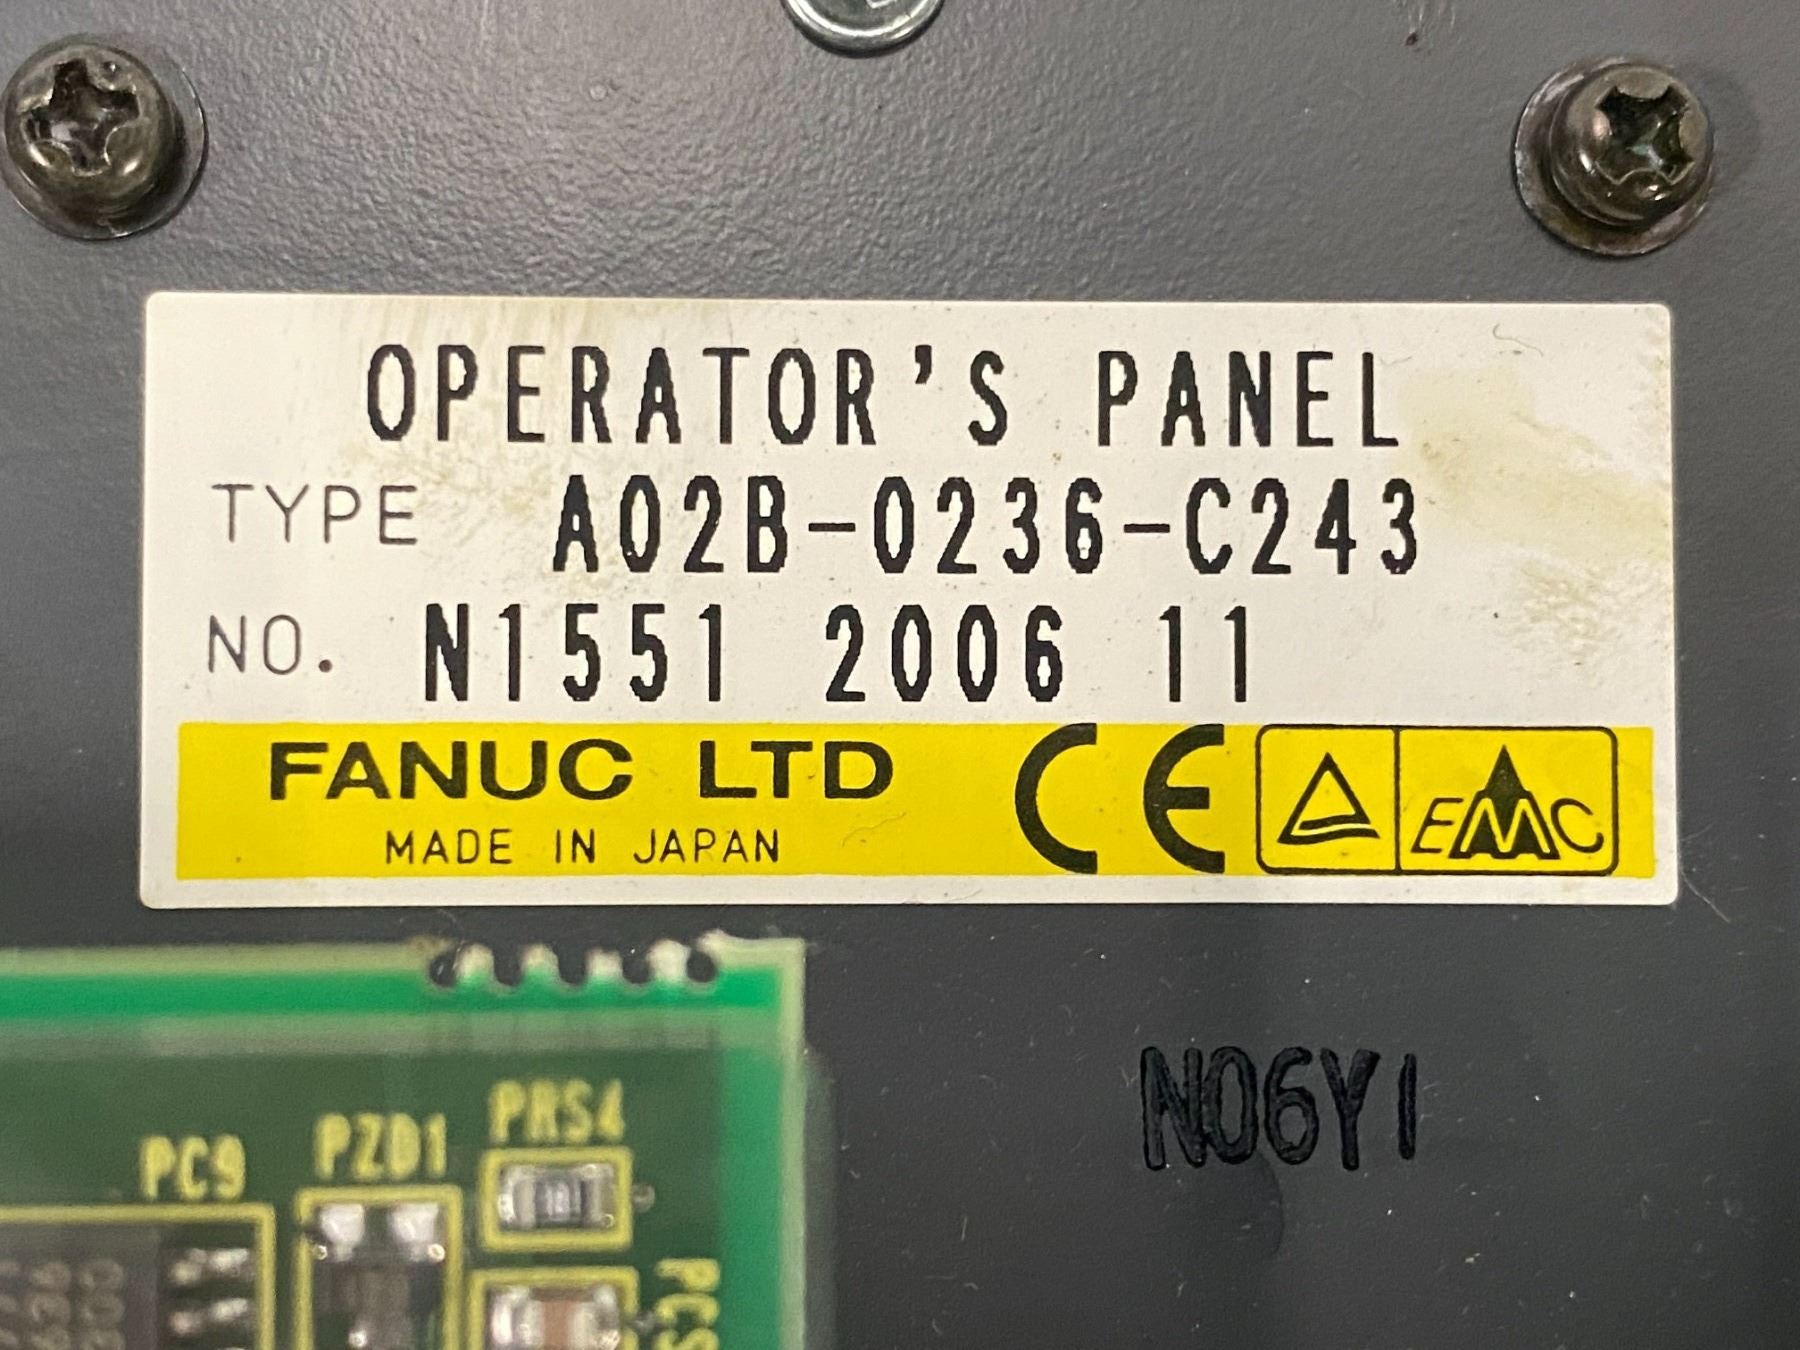 OPERATOR'S PANEL
TYPE A02B-0236-C243
NO. N1551 2006 11
FANUC LTD CE EMC
MADE IN JAPAN
N06Y1
PRS4
PZD1
PC9